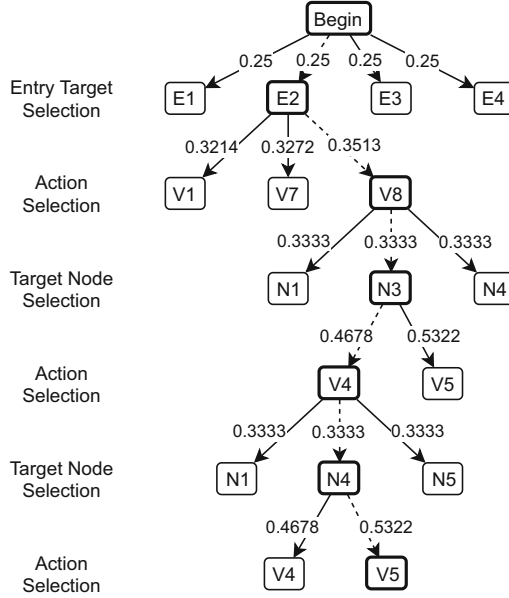 Begin
0.25 0.25 0.25 0.25
Entry Target
Selection
E1 E2 E3 E4
0.3214 0.3272 0.3513
Action
Selection
V1 V7 V8
0.3333 0.3333 0.3333
Target Node
Selection
N1 N3 N4
0.4678 0.5322
Action
Selection
V4 V5
0.3333 0.3333 0.3333
Target Node
Selection
N1 N4 N5
0.4678 0.5322
Action
Selection
V4 V5